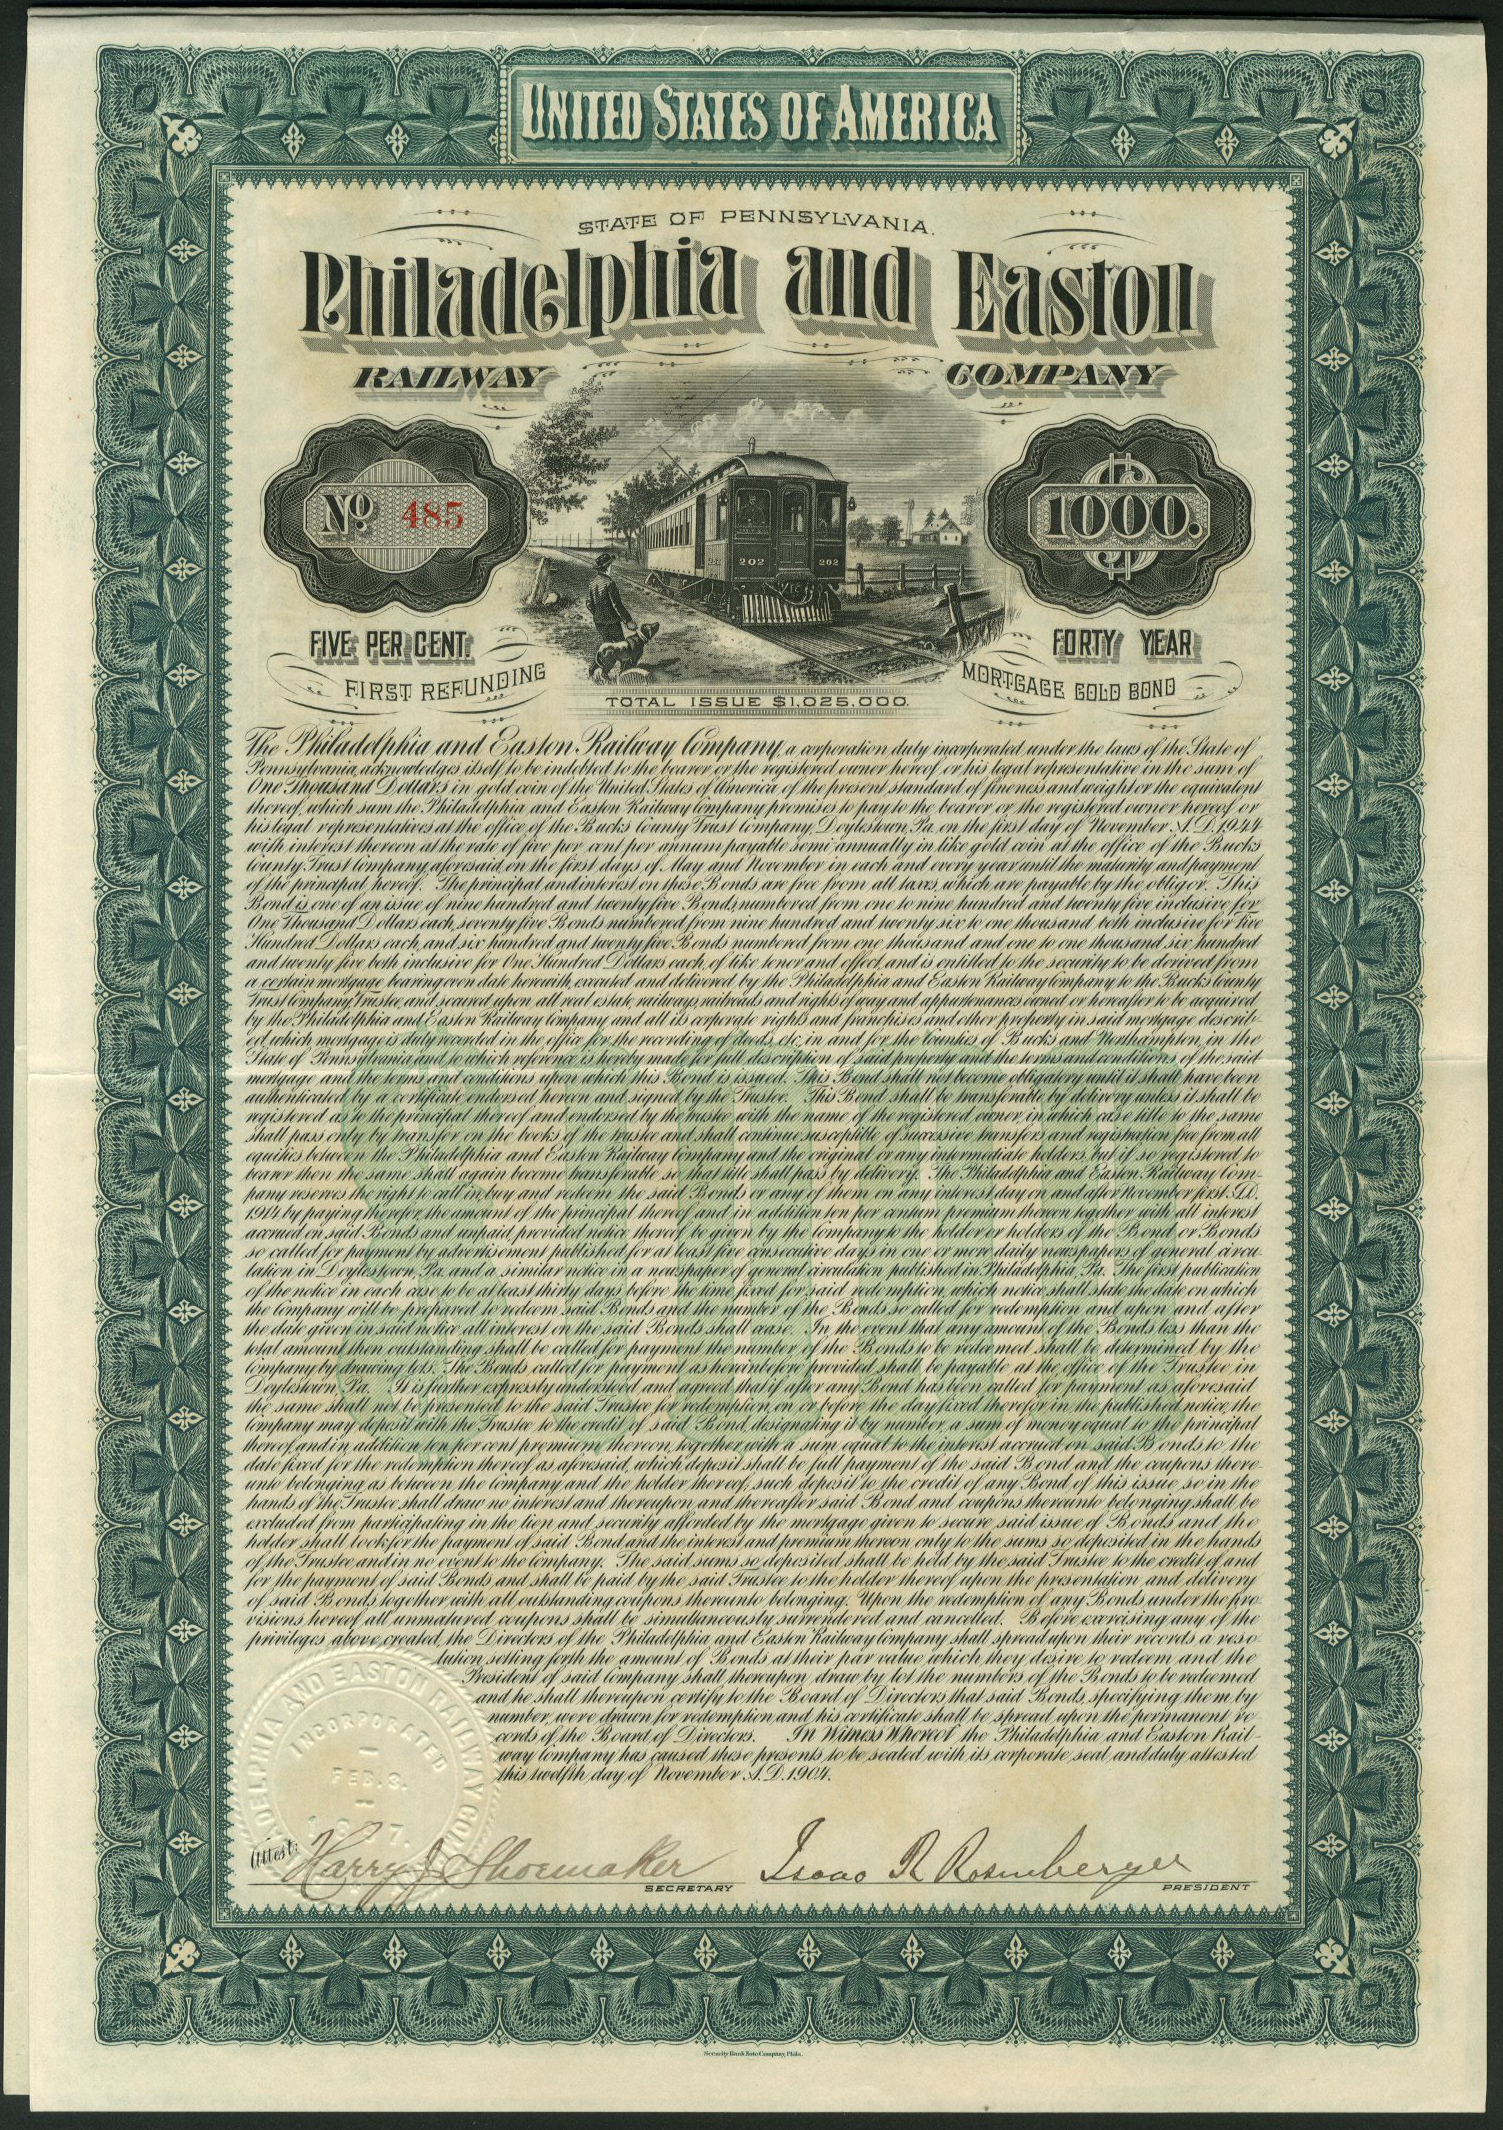 UNITED STATES OF AMERICA
STATE OF PENNSYLVANIA.
Philadelphia and Easton
RAILWAY COMPANY
No 485
$ 1000.
202 202
FIVE PER CENT. FORTY YEAR
FIRST REFUNDING MORTGAGE GOLD BOND
TOTAL ISSUE $1,025,000.
The Philadelphia and Easton Railway Company, a corporation duly incorporated under the laws of the State of
Pennsylvania, acknowledges itself to be indebted to the bearer or the registered owner hereof or his legal representative in the sum of
One Thousand Dollars in gold coin of the United States of America of the present standard of fineness and weight or the equivalent
thereof, which sum the Philadelphia and Easton Railway Company promises to pay to the bearer or the registered owner hereof or
his legal representatives at the office of the Bucks County Trust Company, Doylestown, Pa. on the first day of November A.D. 1944
with interest thereon at the rate of five per cent per annum payable semi-annually in like gold coin at the office of the Bucks
County Trust Company aforesaid on the first days of May and November in each and every year until the maturity and payment
of the principal hereof. The principal and interest on these Bonds are free from all taxes which are payable by the obligor. This
Bond is one of an issue of nine hundred and twenty five Bonds numbered from one to nine hundred and twenty five inclusive for
One Thousand Dollars each, seventy five Bonds numbered from nine hundred and twenty six to one thousand both inclusive for Five
Hundred Dollars each, and six hundred and twenty five Bonds numbered from one thousand and one to one thousand six hundred
and twenty five both inclusive for One Hundred Dollars each, of like tenor and effect, and is entitled to the security to be derived from
a certain mortgage bearing even date herewith, executed and delivered by the Philadelphia and Easton Railway Company to the Bucks County
Trust Company, Trustee, and secured upon all real estate, railways, railroads and rights of way and appurtenances owned or hereafter to be acquired
by the Philadelphia and Easton Railway Company and all its corporate rights and franchises and other property in said mortgage describ-
ed, which mortgage is duly recorded in the office for the recording of deeds, etc., in and for the Counties of Bucks and Northampton, in the
State of Pennsylvania and to which reference is hereby made for full description of said property and the terms and conditions of the said
mortgage and the terms and conditions upon which this Bond is issued. This Bond shall not become obligatory until it shall have been
authenticated by a certificate endorsed hereon and signed by the Trustee. This Bond shall be transferable by delivery unless it shall be
registered as to the principal thereof and endorsed by the trustee with the name of the registered owner, in which case title to the same
shall pass only by transfer on the books of the trustee and shall continue susceptible of successive transfers and registration free from all
equities between the Philadelphia and Easton Railway Company and the original or any intermediate holders, but if so registered to
bearer then the same shall again become transferable so that title shall pass by delivery. The Philadelphia and Easton Railway Com-
pany reserves the right to call in, buy and redeem the said Bonds or any of them on any interest day on and after November first A.D.
1914 by paying therefor the amount of the principal thereof and in addition ten per centum premium thereon together with all interest
accrued on said Bonds and unpaid provided notice thereof be given by the Company to the holder or holders of the Bond or Bonds
so called for payment by advertisement published for at least five consecutive days in one or more daily newspapers of general circu-
lation in Doylestown, Pa. and a similar notice in a newspaper of general circulation published in Philadelphia, Pa. The first publication
of the notice in each case to be at least thirty days before the time fixed for said redemption, which notice shall state the date on which
the Company will be prepared to redeem said Bonds and the number of the Bonds so called for redemption and upon and after
the date given in said notice all interest on the said Bonds shall cease. In the event that any amount of the Bonds less than the
total amount then outstanding shall be called for payment the number of the Bonds to be redeemed shall be determined by the
Company by drawing lots. The Bonds called for payment as hereinbefore provided shall be payable at the office of the Trustee in
Doylestown, Pa. It is further expressly understood and agreed that if after any Bond has been called for payment as aforesaid
the same shall not be presented to the said Trustee for redemption, on or before the day fixed therefor in the published notice, the
Company may deposit with the Trustee to the credit of said Bond, designating it by number, a sum of money equal to the principal
thereof, and in addition ten per cent premium thereon, together with a sum equal to the interest accrued on said Bonds to the
date fixed for the redemption thereof as aforesaid, which deposit shall be full payment of the said Bond and the coupons there-
unto belonging as between the Company and the holder thereof, such deposit to the credit of any Bond of this issue so in the
hands of the Trustee shall draw no interest and thereupon and thereafter said Bond and coupons thereunto belonging shall be
excluded from participating in the lien and security afforded by the mortgage given to secure said issue of Bonds and the
holder shall look for the payment of said Bond and the interest and premium thereon only to the sums so deposited in the hands
of the Trustee and in no event to the Company. The said sums so deposited shall be held by the said Trustee to the credit of and
for the payment of said Bonds and shall be paid by the said Trustee to the holder thereof upon the presentation and delivery
of said Bonds together with all outstanding coupons thereunto belonging. Upon the redemption of any Bonds under the pro-
visions hereof all unmatured coupons shall be simultaneously surrendered and cancelled. Before exercising any of the
privileges above created, the Directors of the Philadelphia and Easton Railway Company shall spread upon their records a reso-
lution setting forth the amount of Bonds at their par value which they desire to redeem and the
President of said Company shall thereupon draw by lot the numbers of the Bonds to be redeemed
and he shall thereupon certify to the Board of Directors that said Bonds, specifying them by
number, were drawn for redemption and his certificate shall be spread upon the permanent re-
cords of the Board of Directors. In Witness Whereof the Philadelphia and Easton Rail-
way Company has caused these presents to be sealed with its corporate seal, and duly attested
this twelfth day of November A.D. 1904.
ADELPHIA AND EASTON RAILWAY CO
INCORPORATED
FEB. 3.
Attest: Harry J. Shoemaker Isaac R Rosenberger
SECRETARY PRESIDENT
Security Bank Note Company, Phila.